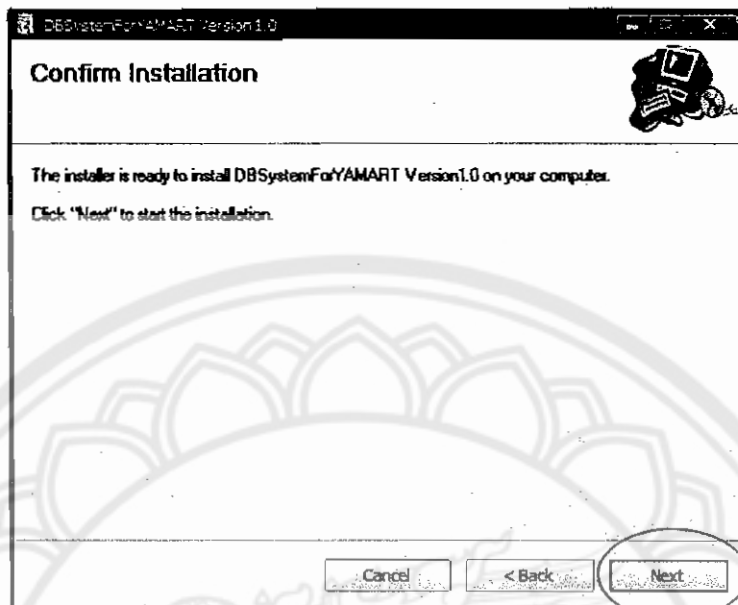 DBSystemForYAMART Version1.0
Confirm Installation
The installer is ready to install DBSystemForYAMART Version1.0 on your computer.
Click "Next" to start the installation.
Cancel
< Back
Next